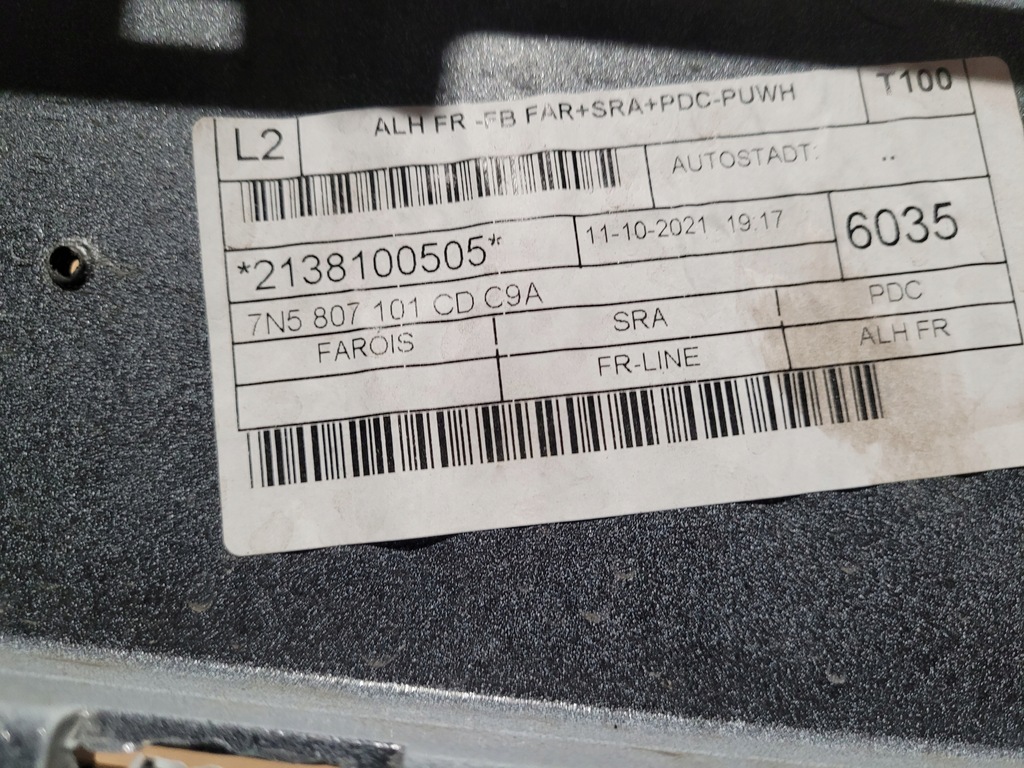 L2
ALH FR -FB FAR+SRA+PDC-PUWH
T100
AUTOSTADT: ..
*2138100505*
11-10-2021 19:17
6035
7N5 807 101 CD C9A
FAROIS
SRA
PDC
FR-LINE
ALH FR